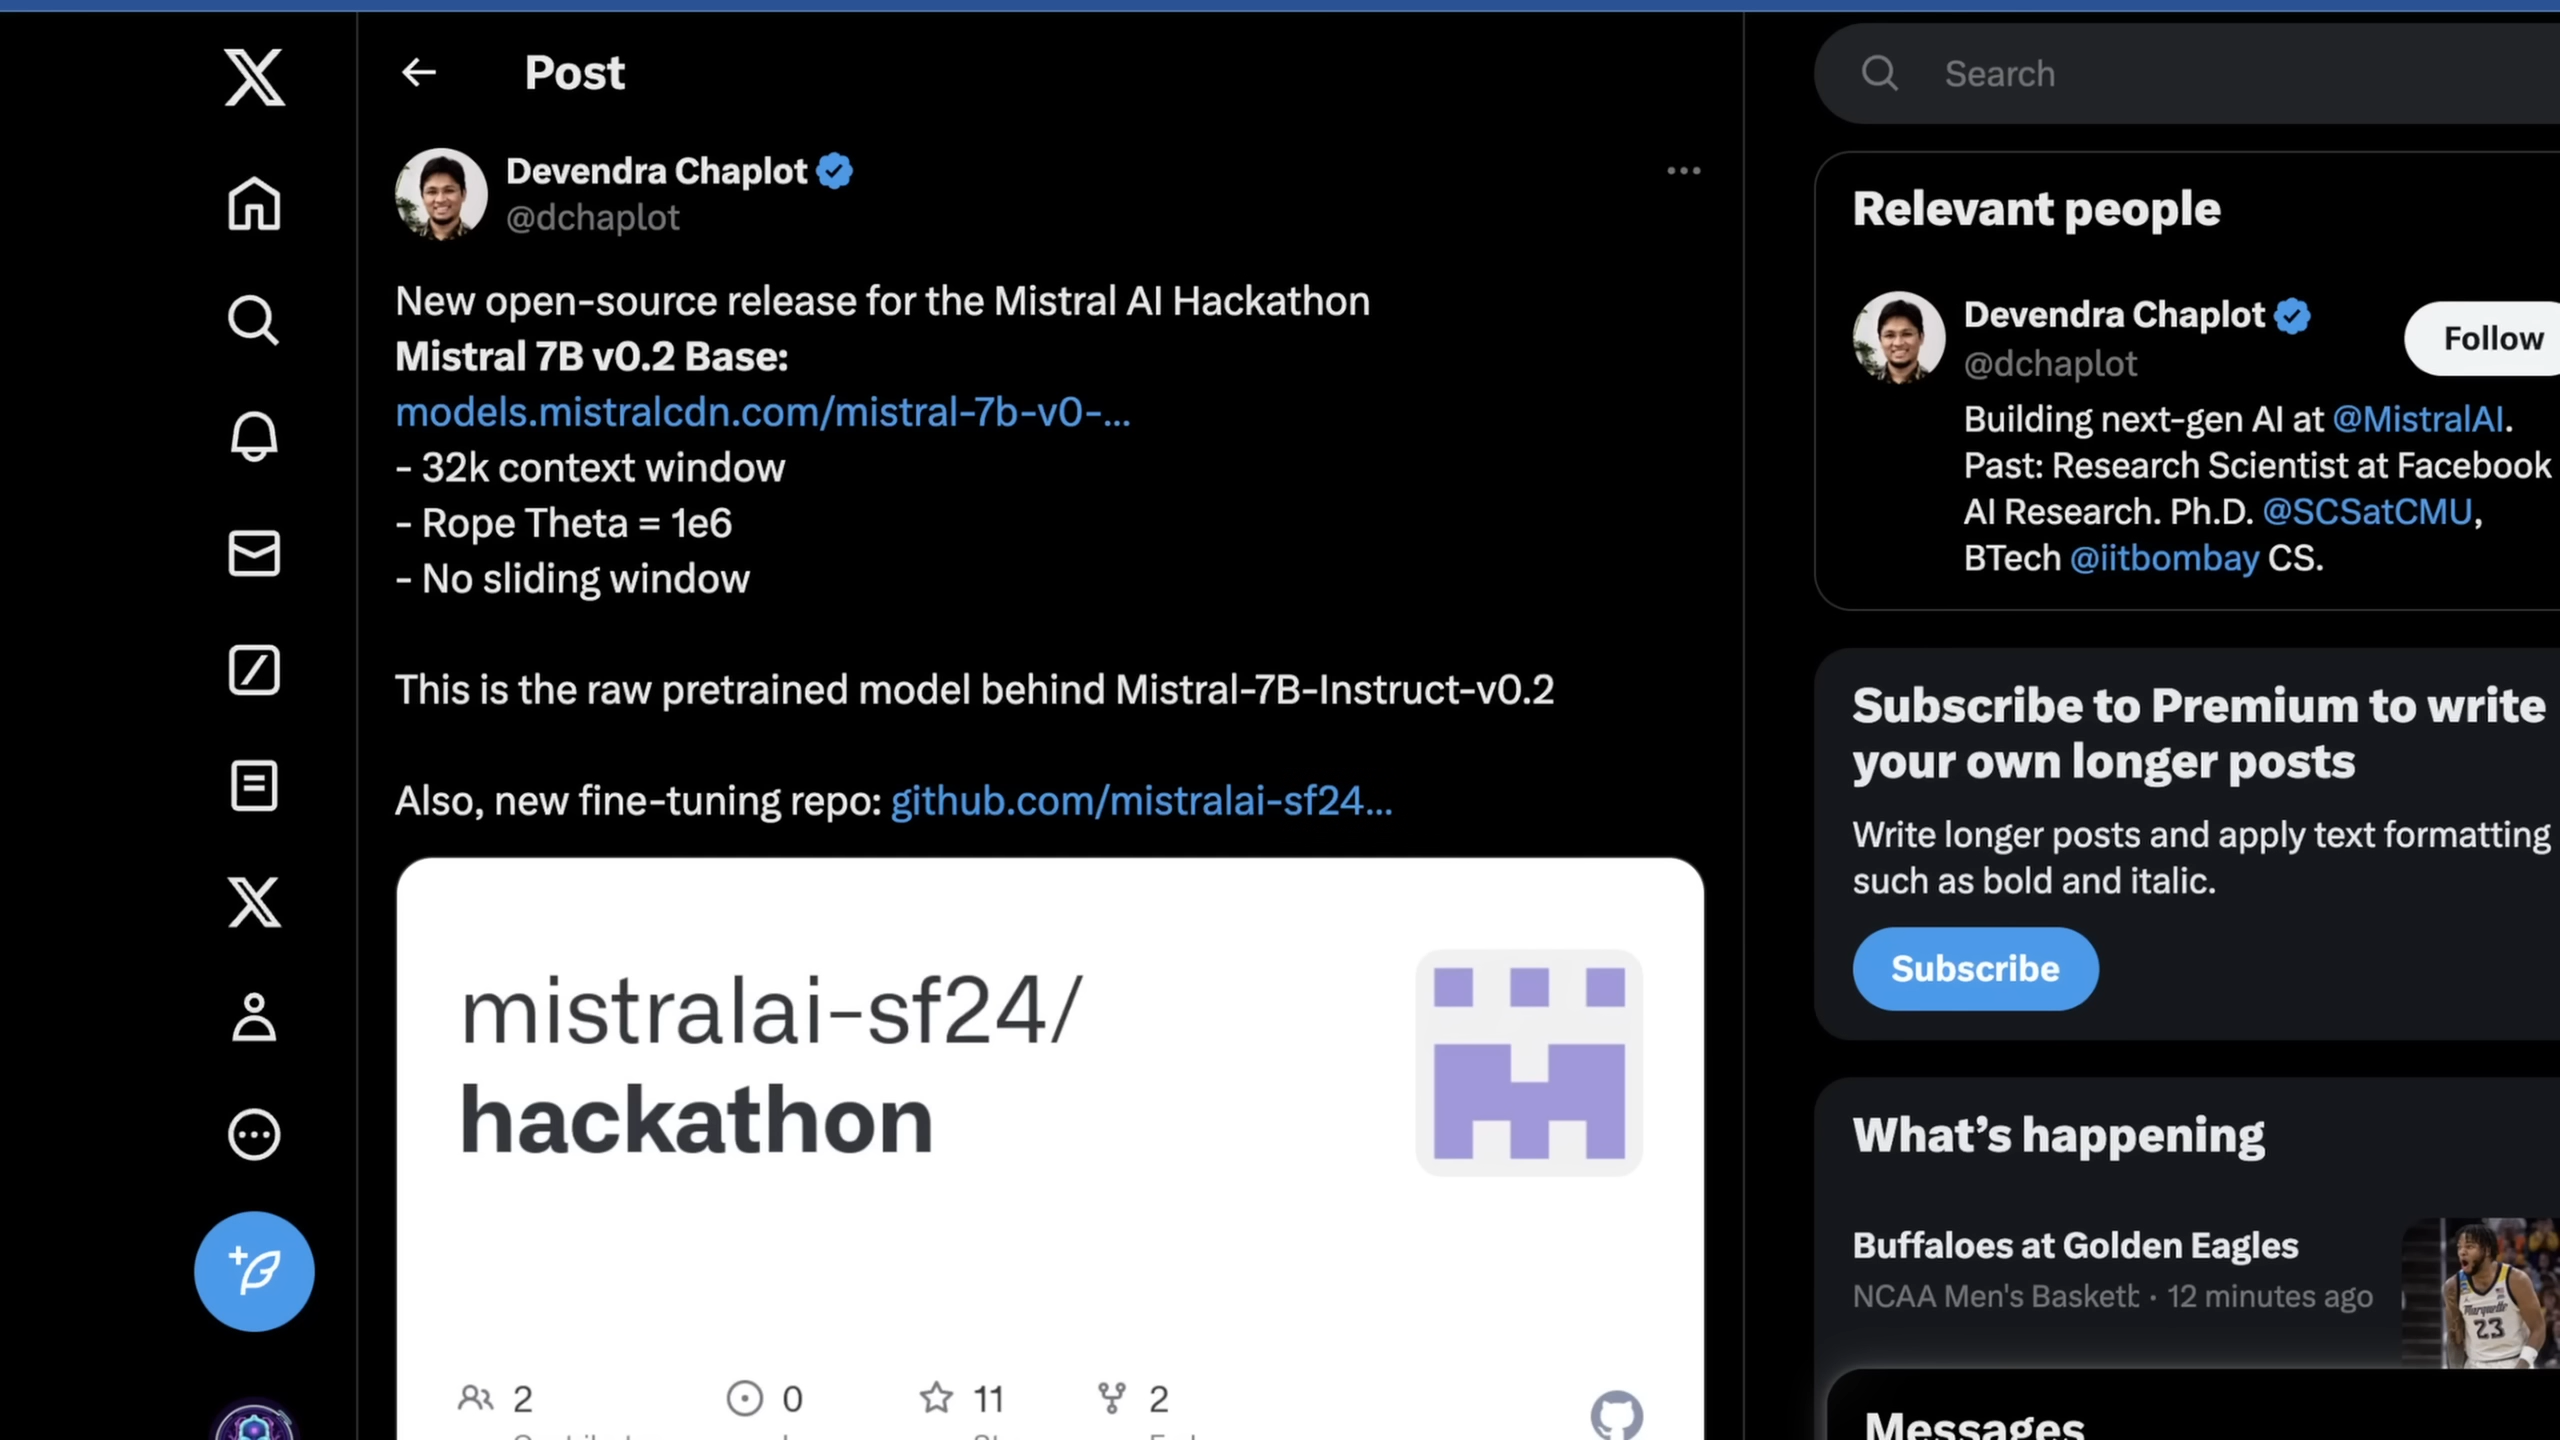 Post
Devendra Chaplot
@dchaplot
New open-source release for the Mistral AI Hackathon
Mistral 7B v0.2 Base:
models.mistralcdn.com/mistral-7b-v0-...
- 32k context window
- Rope Theta = 1e6
- No sliding window
This is the raw pretrained model behind Mistral-7B-Instruct-v0.2
Also, new fine-tuning repo: github.com/mistralai-sf24...
mistralai-sf24/
hackathon
2
0
11
2
Search
Relevant people
Devendra Chaplot
@dchaplot
Follow
Building next-gen AI at @MistralAI.
Past: Research Scientist at Facebook
AI Research. Ph.D. @SCSatCMU,
BTech @iitbombay CS.
Subscribe to Premium to write
your own longer posts
Write longer posts and apply text formatting
such as bold and italic.
Subscribe
What's happening
Buffaloes at Golden Eagles
NCAA Men's Basketb · 12 minutes ago
Marquette
23
Messages